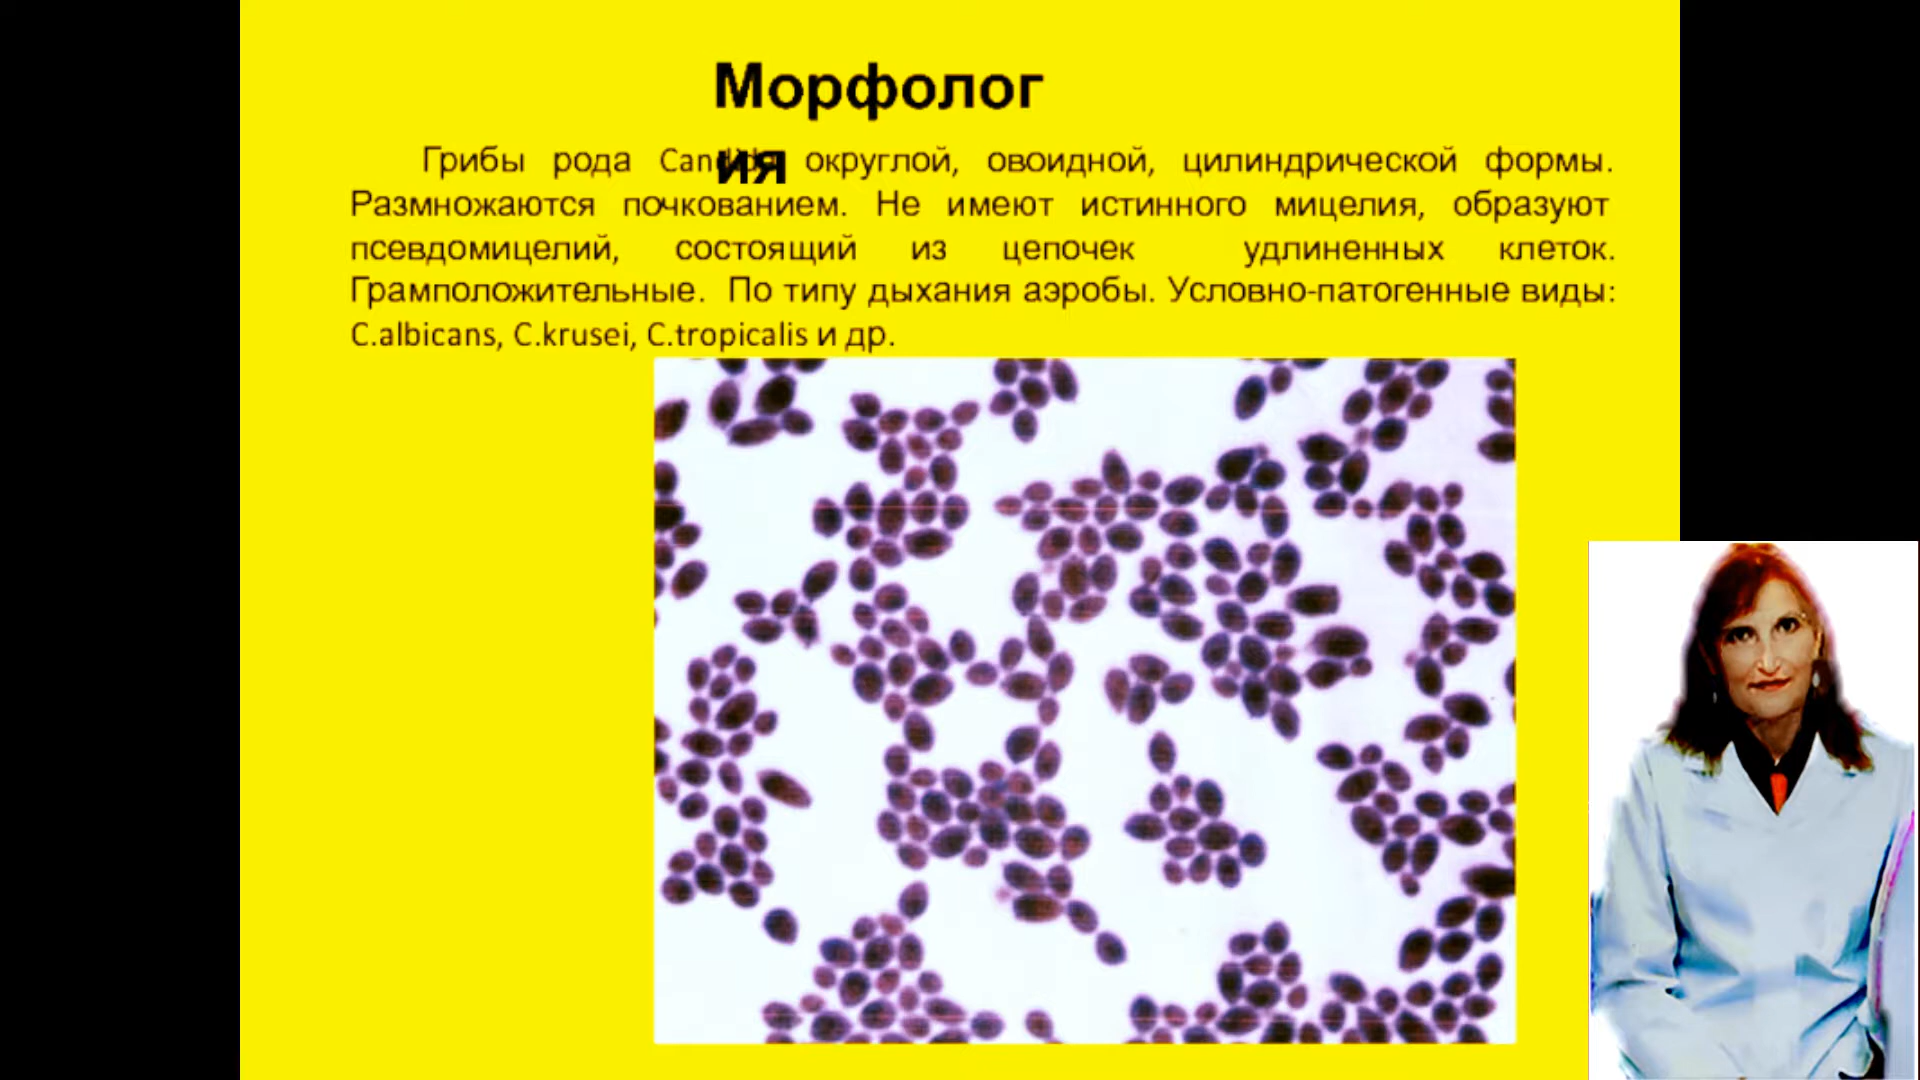 Морфолог
ия
Грибы рода Candida округлой, овоидной, цилиндрической формы.
Размножаются почкованием. Не имеют истинного мицелия, образуют
псевдомицелий, состоящий из цепочек удлиненных клеток.
Грамположительные. По типу дыхания аэробы. Условно-патогенные виды:
C.albicans, C.krusei, C.tropicalis и др.